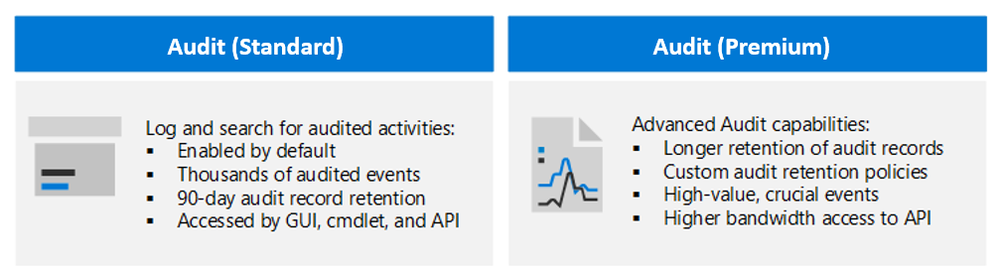 Audit (Standard)
Log and search for audited activities:
▪ Enabled by default
▪ Thousands of audited events
▪ 90-day audit record retention
▪ Accessed by GUI, cmdlet, and API
Audit (Premium)
Advanced Audit capabilities:
▪ Longer retention of audit records
▪ Custom audit retention policies
▪ High-value, crucial events
▪ Higher bandwidth access to API